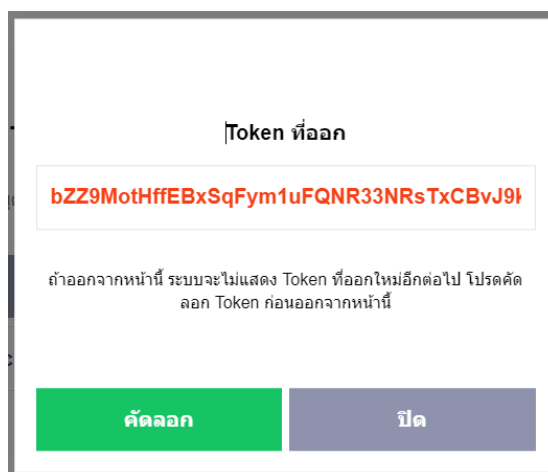 Token ที่ออก
bZZ9MotHffEBxSqFym1uFQNR33NRsTxCBvJ9k
ถ้าออกจากหน้านี้ ระบบจะไม่แสดง Token ที่ออกใหม่อีกต่อไป โปรดคัด
ลอก Token ก่อนออกจากหน้านี้
คัดลอก
ปิด